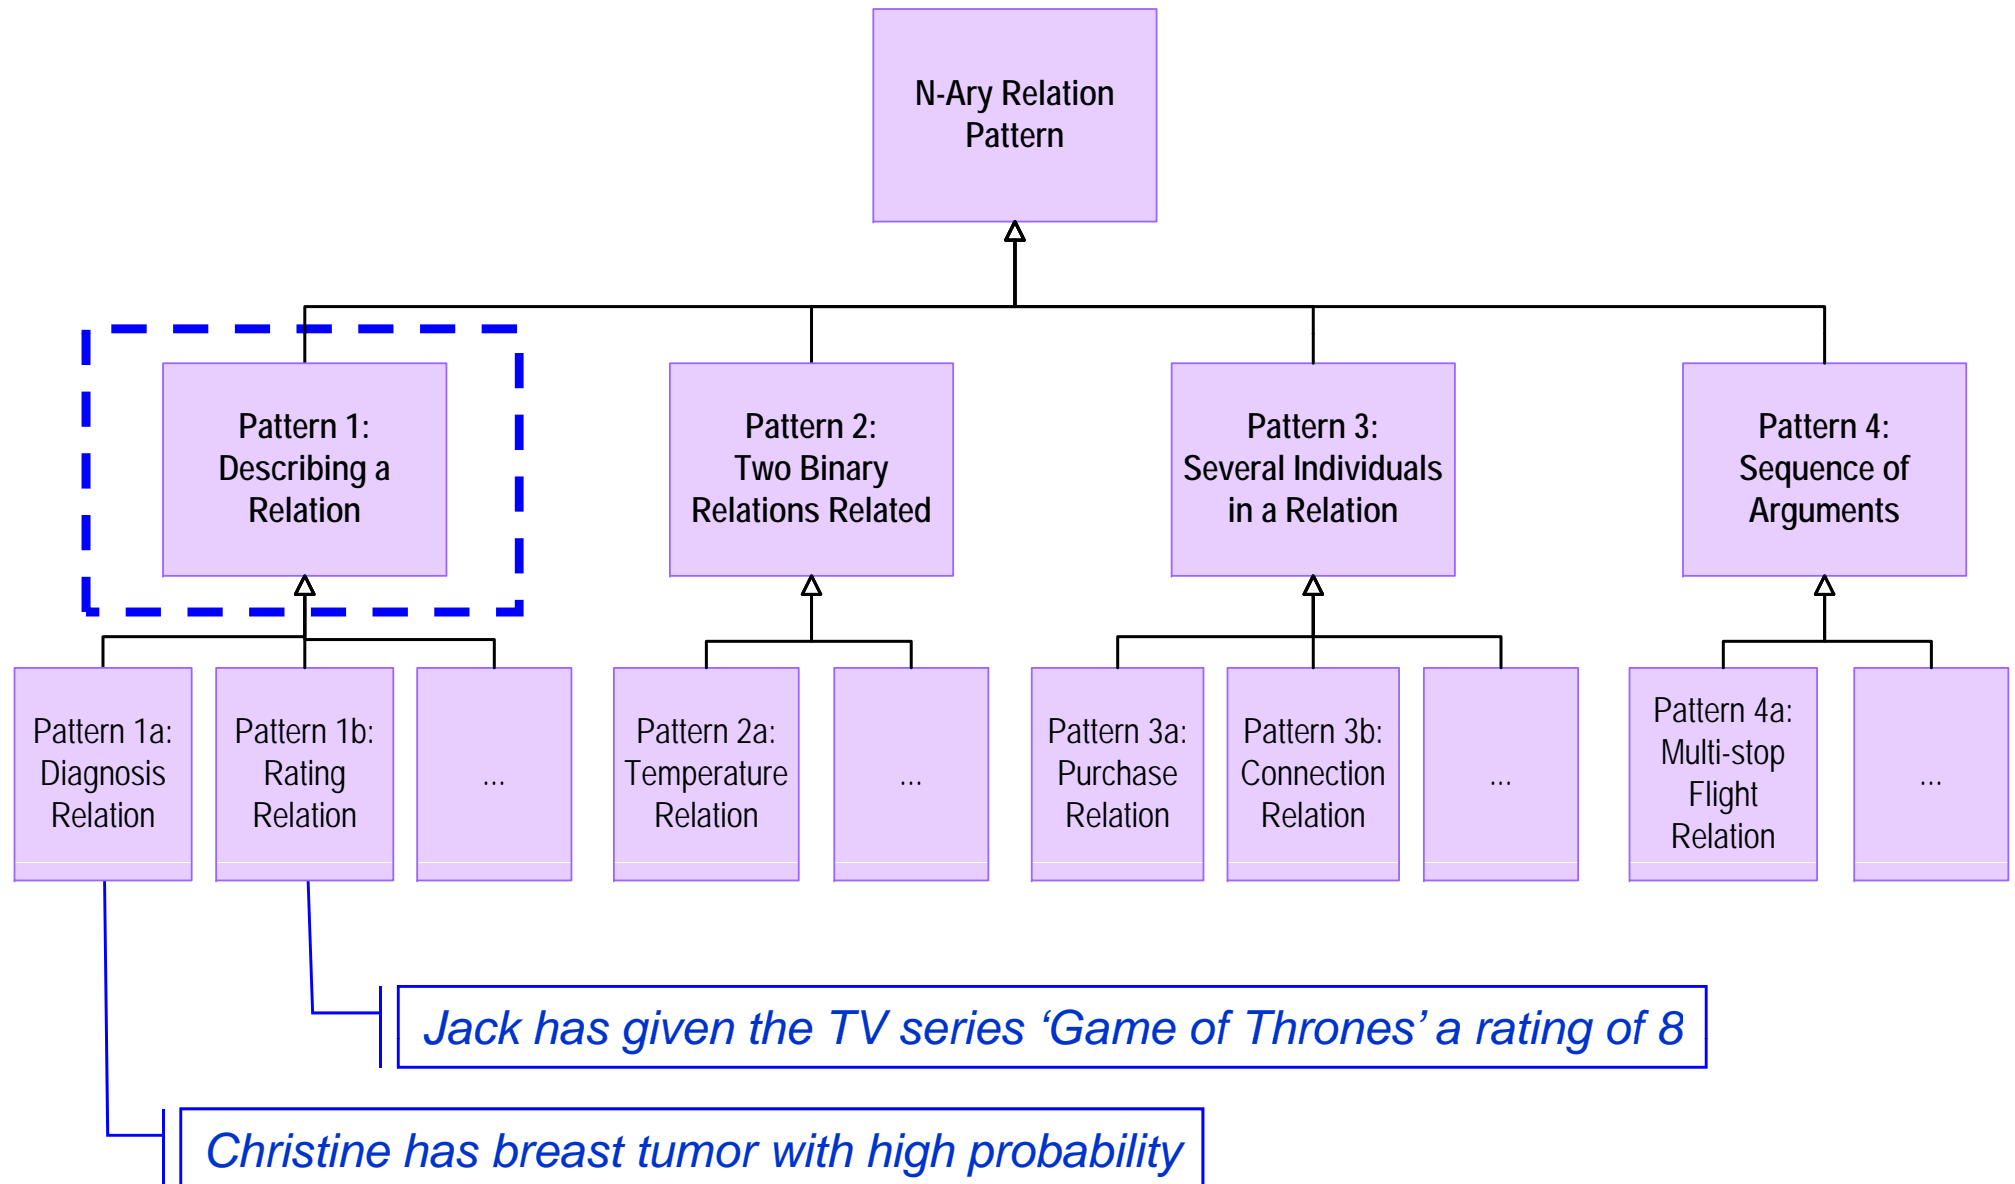 N-Ary Relation
Pattern
Pattern 1:
Describing a
Relation
Pattern 2:
Two Binary
Relations Related
Pattern 3:
Several Individuals
in a Relation
Pattern 4:
Sequence of
Arguments
Pattern 1a:
Diagnosis
Relation
Pattern 1b:
Rating
Relation
...
Pattern 2a:
Temperature
Relation
...
Pattern 3a:
Purchase
Relation
Pattern 3b:
Connection
Relation
...
Pattern 4a:
Multi-stop
Flight
Relation
...
Jack has given the TV series ‘Game of Thrones’ a rating of 8
Christine has breast tumor with high probability